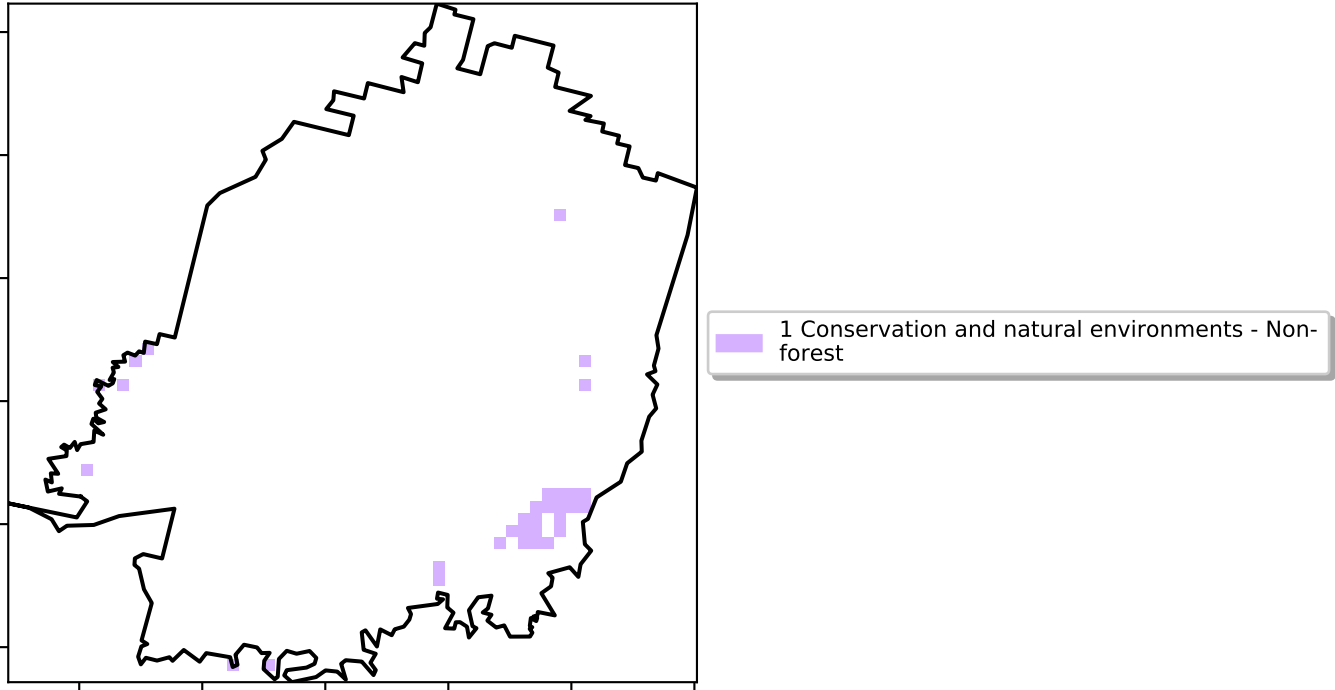 1 Conservation and natural environments - Non-
forest